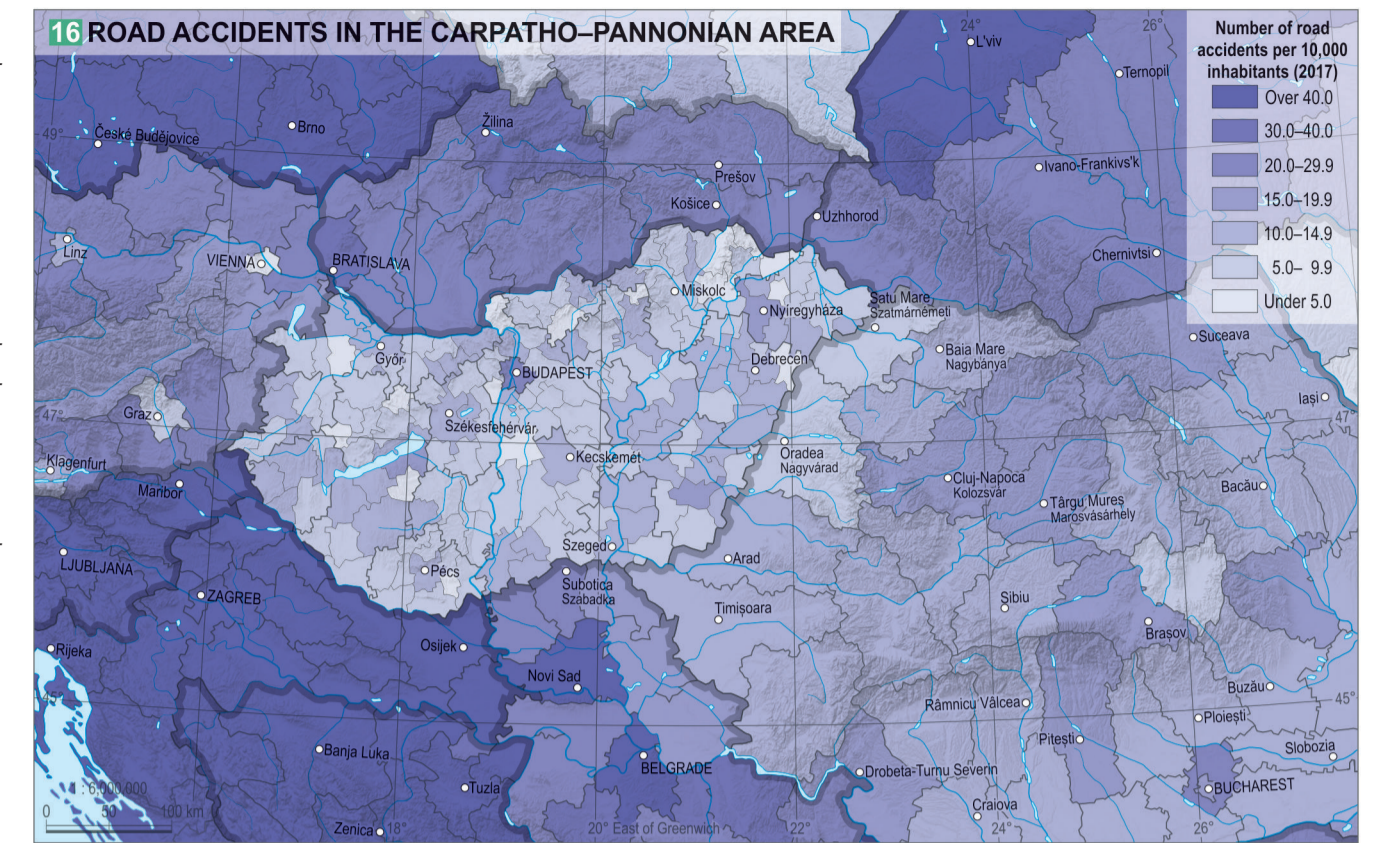 16 ROAD ACCIDENTS IN THE CARPATHO–PANNONIAN AREA
Number of road
accidents per 10,000
inhabitants (2017)
Over 40.0
30.0–40.0
20.0–29.9
15.0–19.9
10.0–14.9
5.0– 9.9
Under 5.0
24°
26°
L'viv
Ternopil
49°
České Budějovice
Brno
Žilina
Prešov
Ivano-Frankivs'k
Košice
Uzhhorod
Linz
VIENNA
BRATISLAVA
Chernivtsi
Miskolc
Nyíregyháza
Satu Mare
Szatmárnémeti
Suceava
Győr
BUDAPEST
Debrecen
Baia Mare
Nagybánya
Iași
47°
Graz
Székesfehérvár
47°
Klagenfurt
Kecskemét
Oradea
Nagyvárad
Cluj-Napoca
Kolozsvár
Bacău
Maribor
Târgu Mureș
Marosvásárhely
LJUBLJANA
Szeged
Arad
Pécs
ZAGREB
Subotica
Szabadka
Timișoara
Sibiu
Brașov
Rijeka
Osijek
Novi Sad
Buzău
45°
45°
Râmnicu Vâlcea
Ploiești
Pitești
Slobozia
Banja Luka
BELGRADE
Drobeta-Turnu Severin
BUCHAREST
Tuzla
1 : 6,000,000
0 50 100 km
Craiova
Zenica
18°
20° East of Greenwich
22°
24°
26°